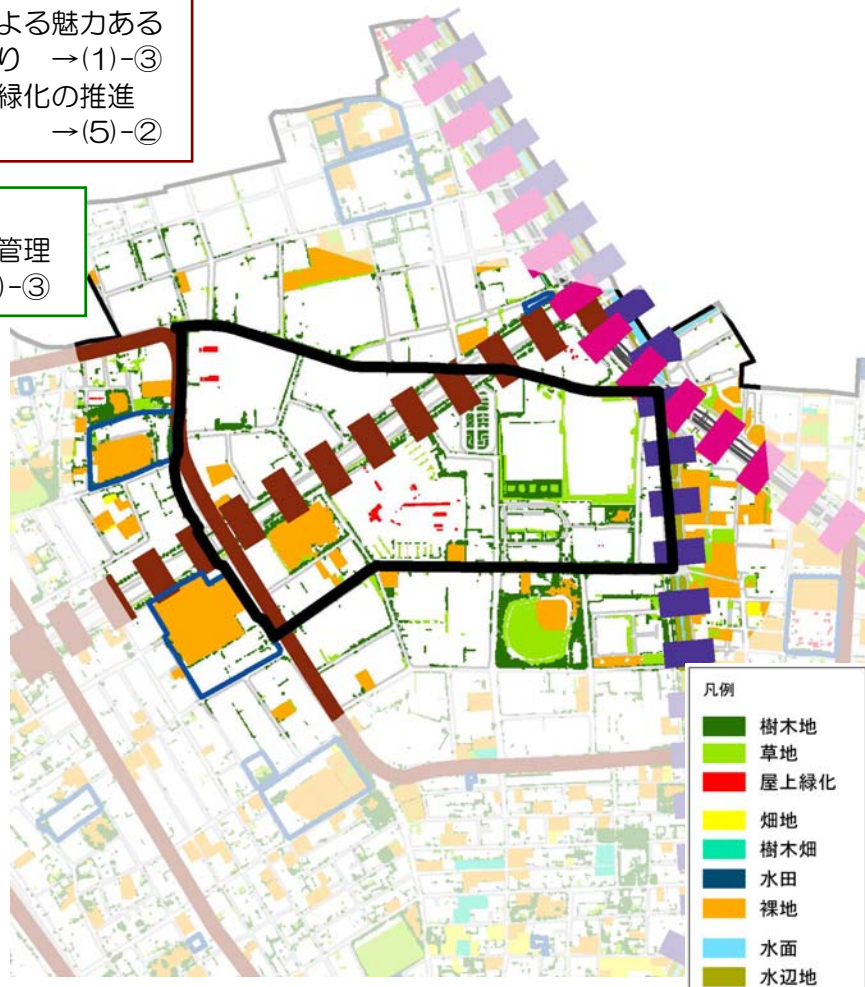 よる魅力ある
り →(1)-③
緑化の推進
→(5)-②
管理
)-③
凡例
樹木地
草地
屋上緑化
畑地
樹木畑
水田
裸地
水面
水辺地